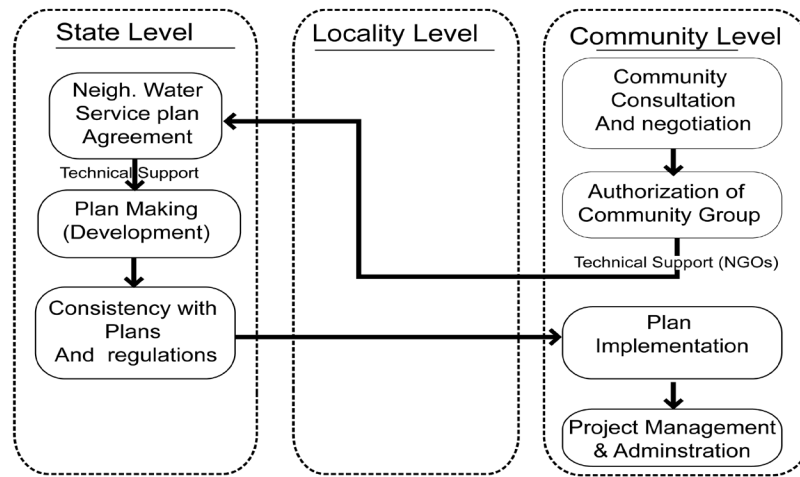 State Level
Neigh. Water
Service plan
Agreement
Technical Support
Plan Making
(Development)
Consistency with
Plans
And regulations
Locality Level
Community Level
Community
Consultation
And negotiation
Authorization of
Community Group
Technical Support (NGOs)
Plan
Implementation
Project Management
& Adminstration